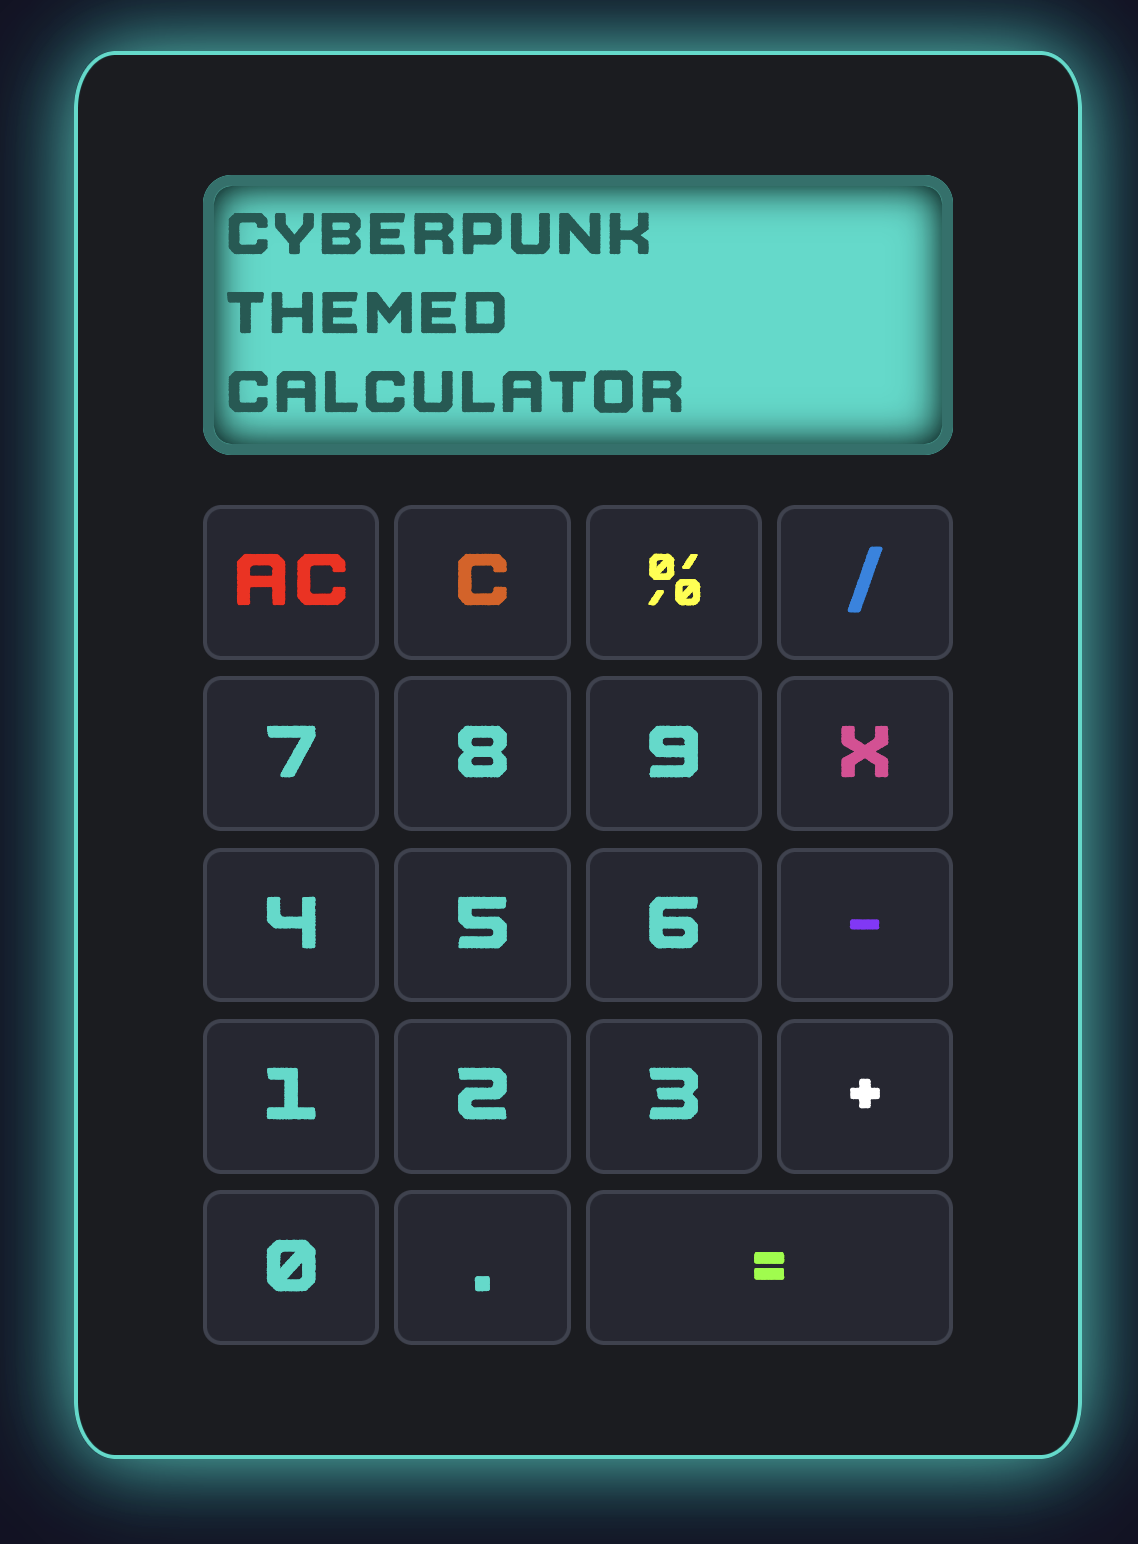 CYBERPUNK
THEMED
CALCULATOR
AC C % /
7 8 9 X
4 5 6 -
1 2 3 +
0 . =